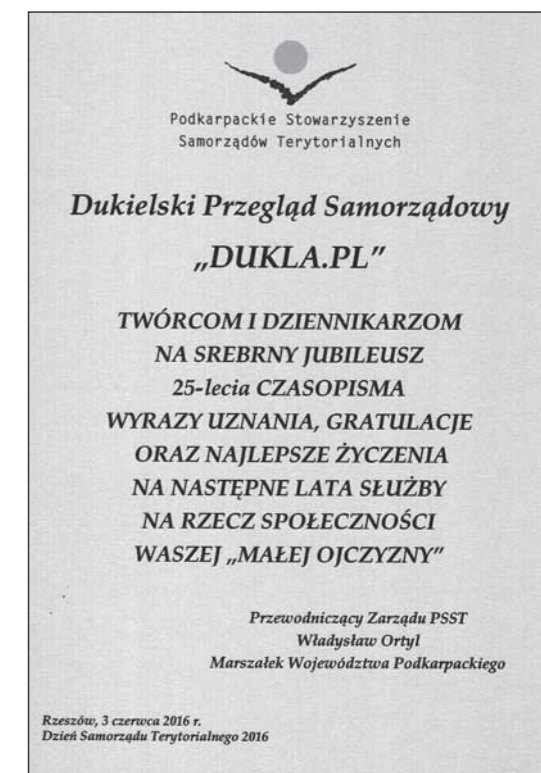 Podkarpackie Stowarzyszenie
Samorządów Terytorialnych
Dukielski Przegląd Samorządowy
„DUKLA.PL”
TWÓRCOM I DZIENNIKARZOM
NA SREBRNY JUBILEUSZ
25-lecia CZASOPISMA
WYRAZY UZNANIA, GRATULACJE
ORAZ NAJLEPSZE ŻYCZENIA
NA NASTĘPNE LATA SŁUŻBY
NA RZECZ SPOŁECZNOŚCI
WASZEJ „MAŁEJ OJCZYZNY”
Przewodniczący Zarządu PSST
Władysław Ortyl
Marszałek Województwa Podkarpackiego
Rzeszów, 3 czerwca 2016 r.
Dzień Samorządu Terytorialnego 2016